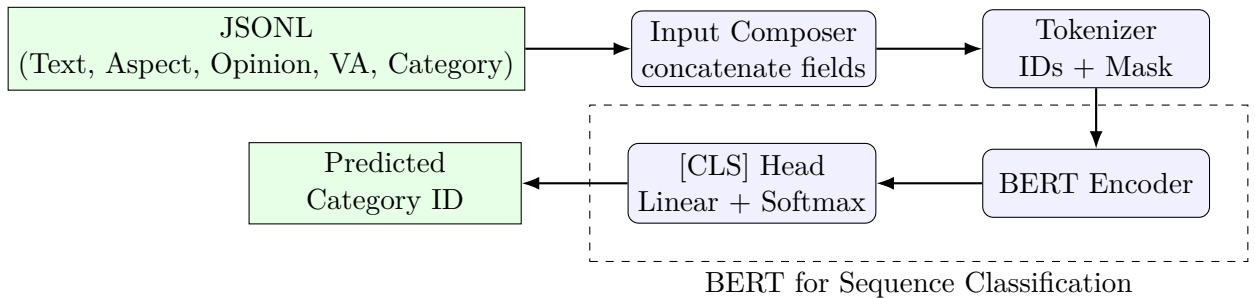 JSONL
(Text, Aspect, Opinion, VA, Category)
Input Composer
concatenate fields
Tokenizer
IDs + Mask
BERT Encoder
[CLS] Head
Linear + Softmax
Predicted
Category ID
BERT for Sequence Classification